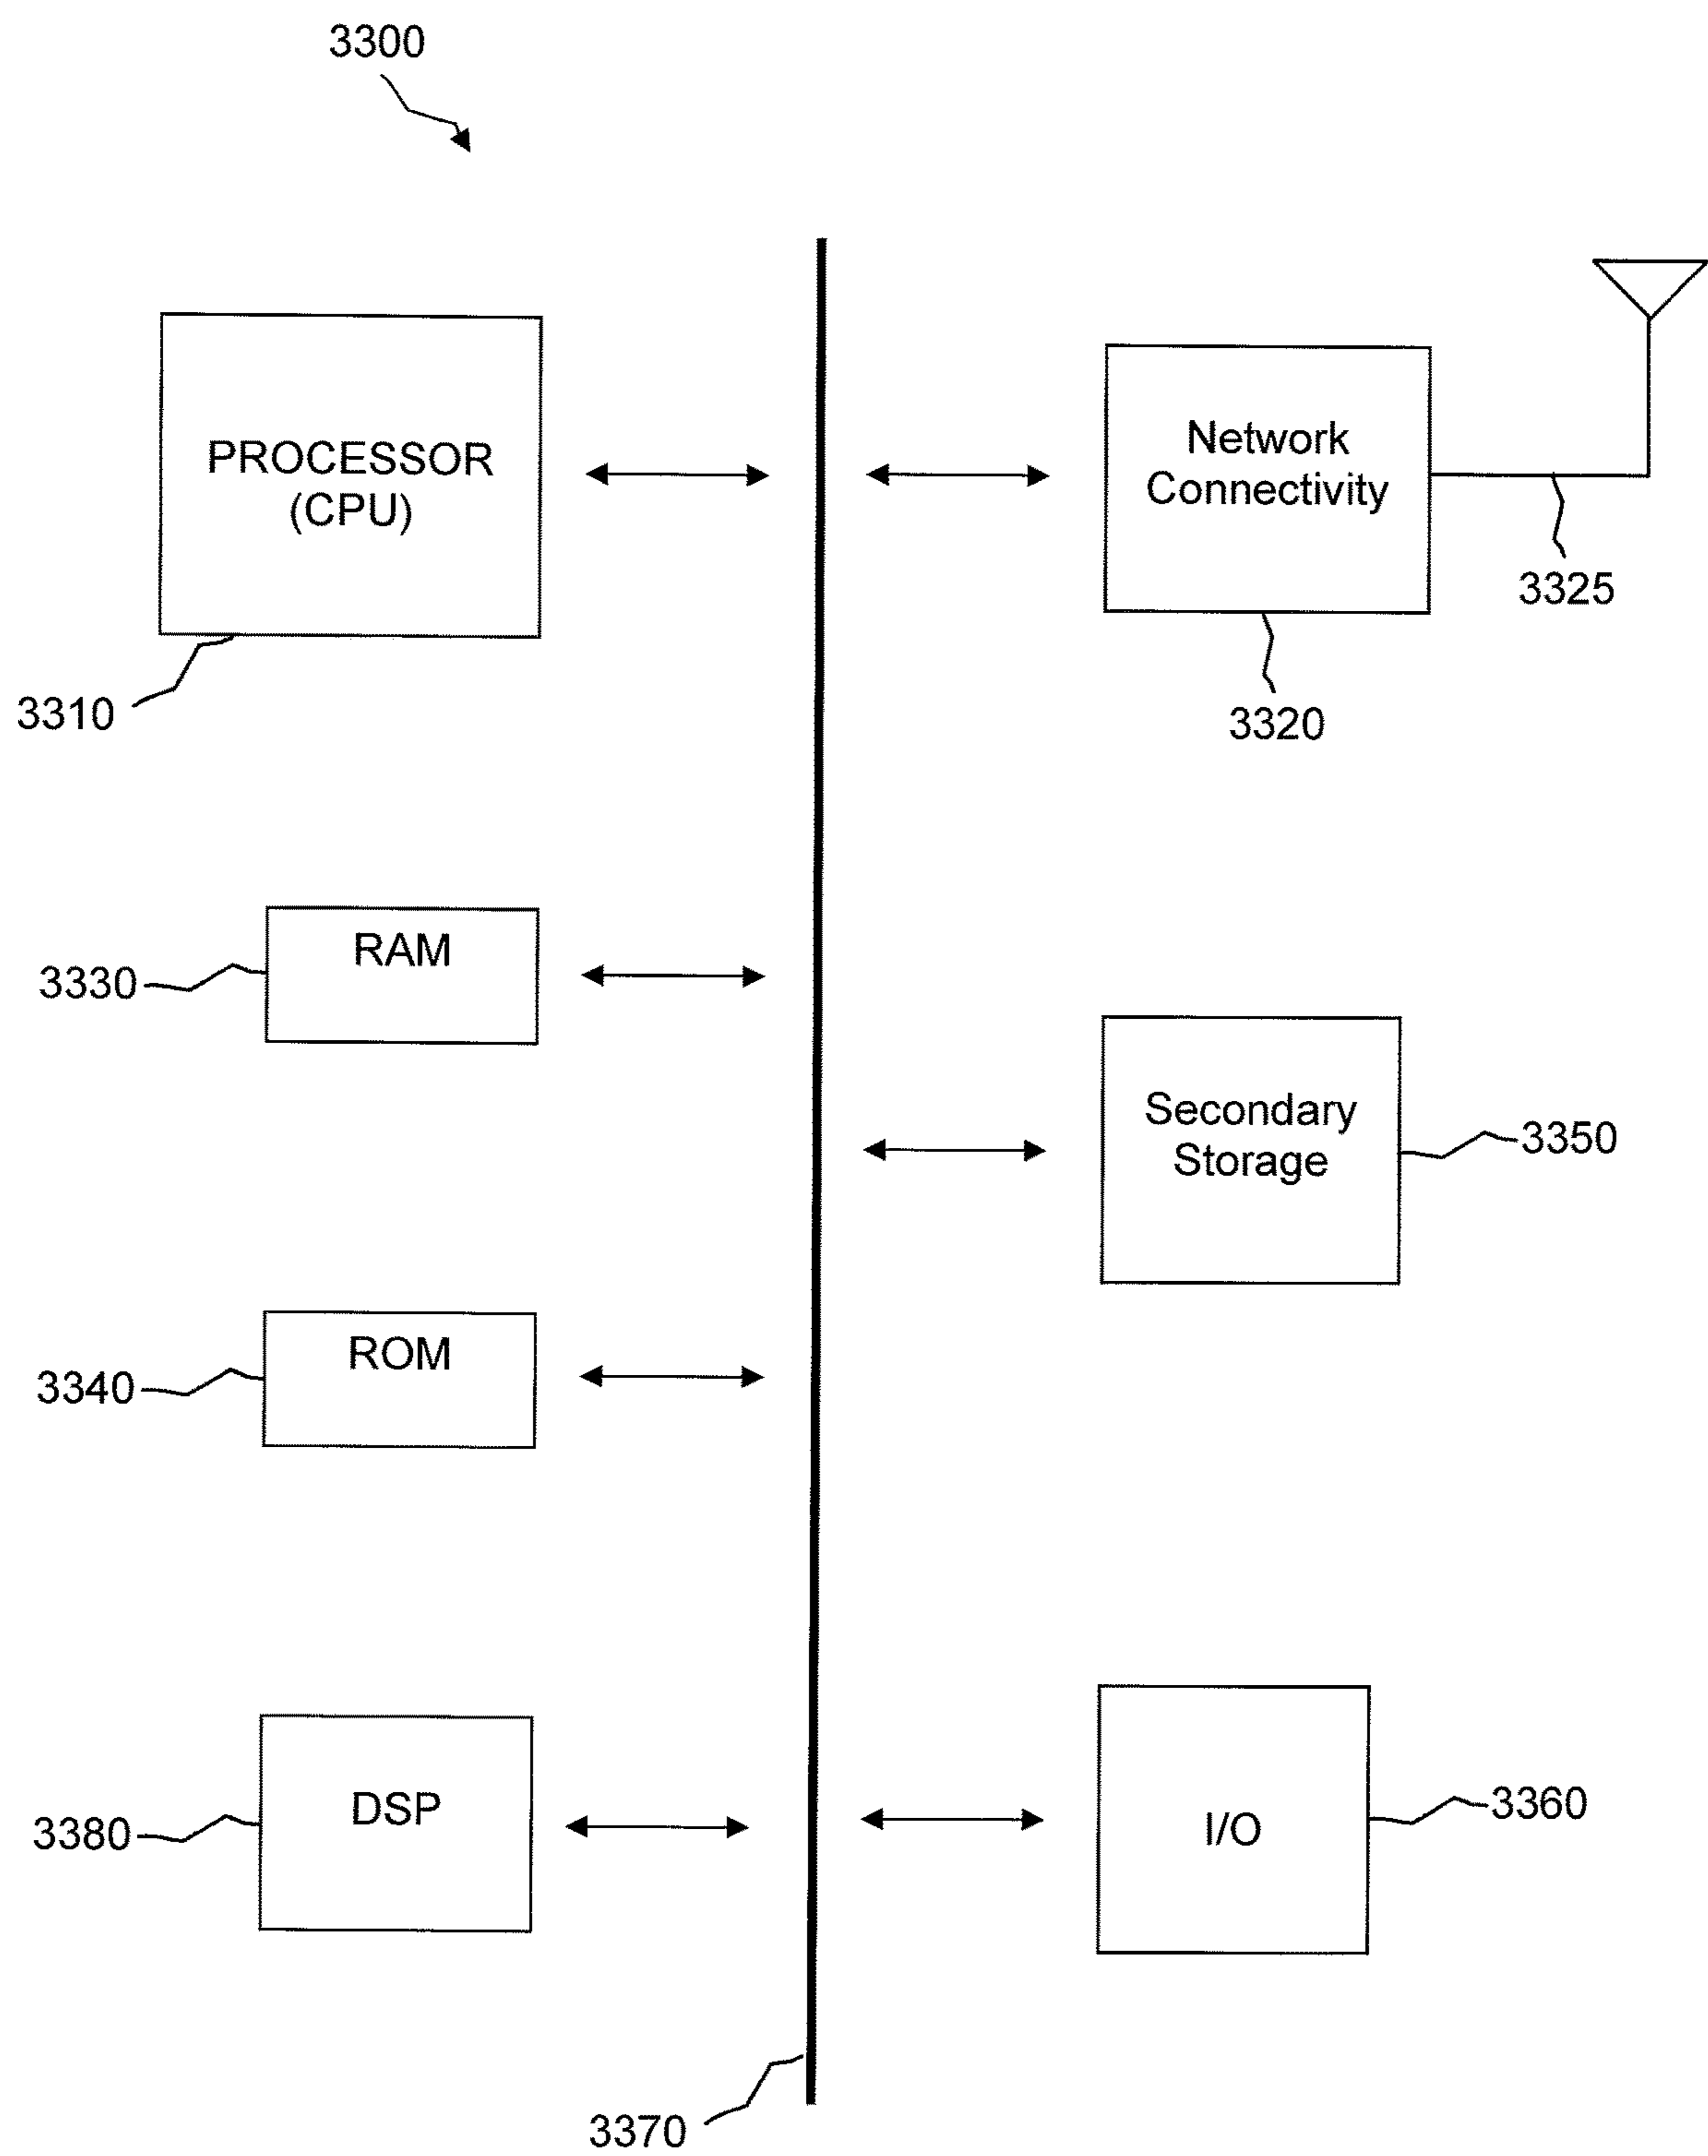 3300
PROCESSOR
(CPU)
3310
Network
Connectivity
3325
3320
RAM
3330
Secondary
Storage
3350
ROM
3340
DSP
3380
I/O
3360
3370